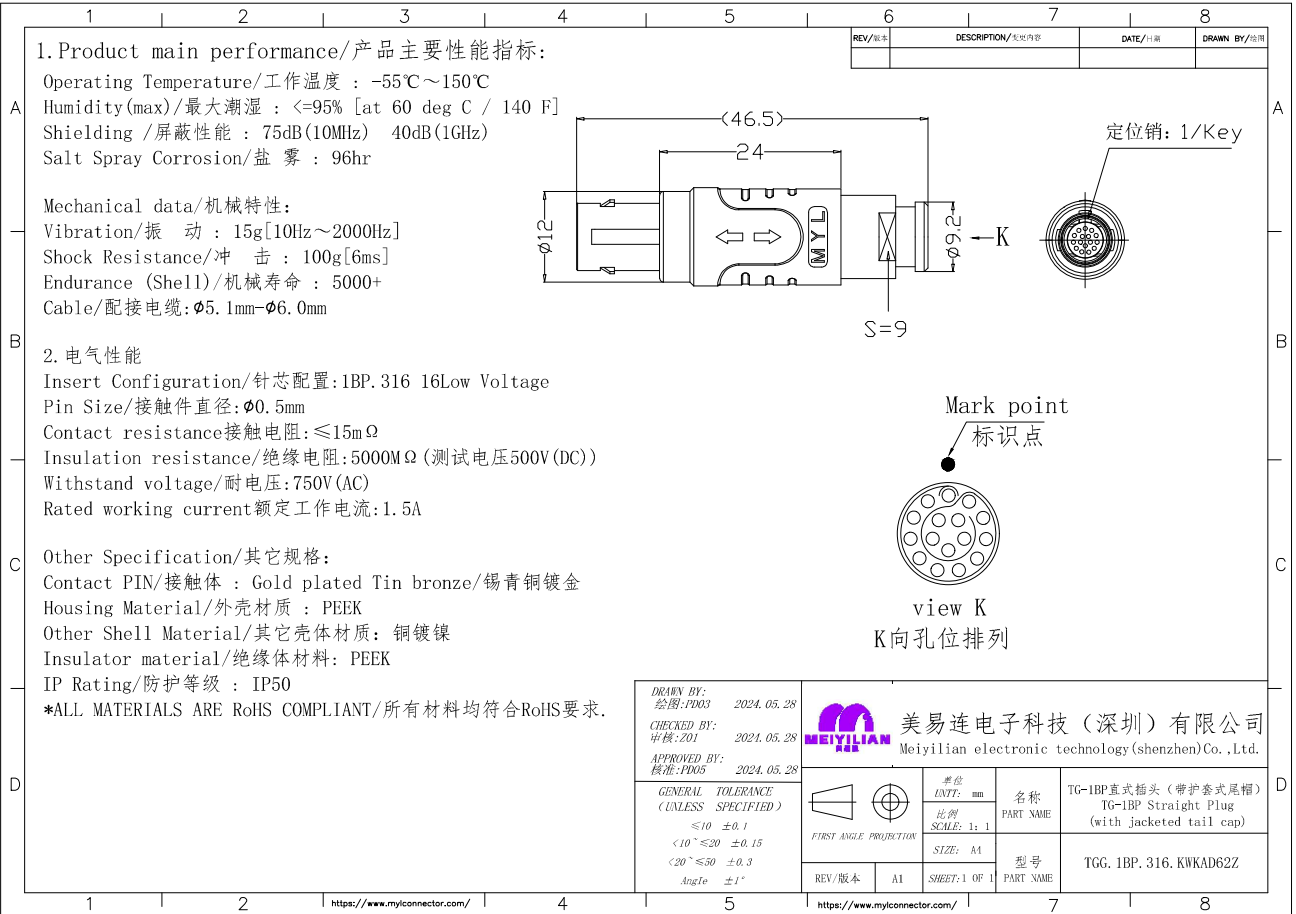 1 2 3 4 5 6 7 8
REV/版本 DESCRIPTION/变更内容 DATE/日期 DRAWN BY/绘图
1.Product main performance/产品主要性能指标:
Operating Temperature/工作温度 : -55℃～150℃
Humidity(max)/最大潮湿 : <=95% [at 60 deg C / 140 F]
Shielding /屏蔽性能 : 75dB(10MHz) 40dB(1GHz)
Salt Spray Corrosion/盐 雾 : 96hr
Mechanical data/机械特性:
Vibration/振 动 : 15g[10Hz～2000Hz]
Shock Resistance/冲 击 : 100g[6ms]
Endurance (Shell)/机械寿命 : 5000+
Cable/配接电缆:Φ5.1mm-Φ6.0mm
2.电气性能
Insert Configuration/针芯配置:1BP.316 16Low Voltage
Pin Size/接触件直径:Φ0.5mm
Contact resistance接触电阻:≤15mΩ
Insulation resistance/绝缘电阻:5000MΩ(测试电压500V(DC))
Withstand voltage/耐电压:750V(AC)
Rated working current额定工作电流:1.5A
Other Specification/其它规格:
Contact PIN/接触体 : Gold plated Tin bronze/锡青铜镀金
Housing Material/外壳材质 : PEEK
Other Shell Material/其它壳体材质: 铜镀镍
Insulator material/绝缘体材料: PEEK
IP Rating/防护等级 : IP50
*ALL MATERIALS ARE RoHS COMPLIANT/所有材料均符合RoHS要求.
A
B
C
D
(46.5)
24
Φ12
MYL
Φ9.2
K
S=9
定位销: 1/Key
Mark point
标识点
view K
K向孔位排列
A
B
C
D
DRAWN BY:
绘图:PD03 2024.05.28
CHECKED BY:
审核:Z01 2024.05.28
APPROVED BY:
核准:PD05 2024.05.28
GENERAL TOLERANCE
(UNLESS SPECIFIED)
≤10 ±0.1
<10~≤20 ±0.15
<20~≤50 ±0.3
Angle ±1°
MEIYILIAN
美易连
美易连电子科技（深圳）有限公司
Meiyilian electronic technology(shenzhen)Co.,Ltd.
FIRST ANGLE PROJECTION
REV/版本 A1
单位
UNTT: mm
比例
SCALE: 1: 1
SIZE: A4
SHEET:1 OF 1
名称
PART NAME
TG-1BP直式插头（带护套式尾帽）
TG-1BP Straight Plug
(with jacketed tail cap)
型号
PART NAME
TGG.1BP.316.KWKAD62Z
1 2 https://www.mylconnector.com/ 4 5 https://www.mylconnector.com/ 7 8